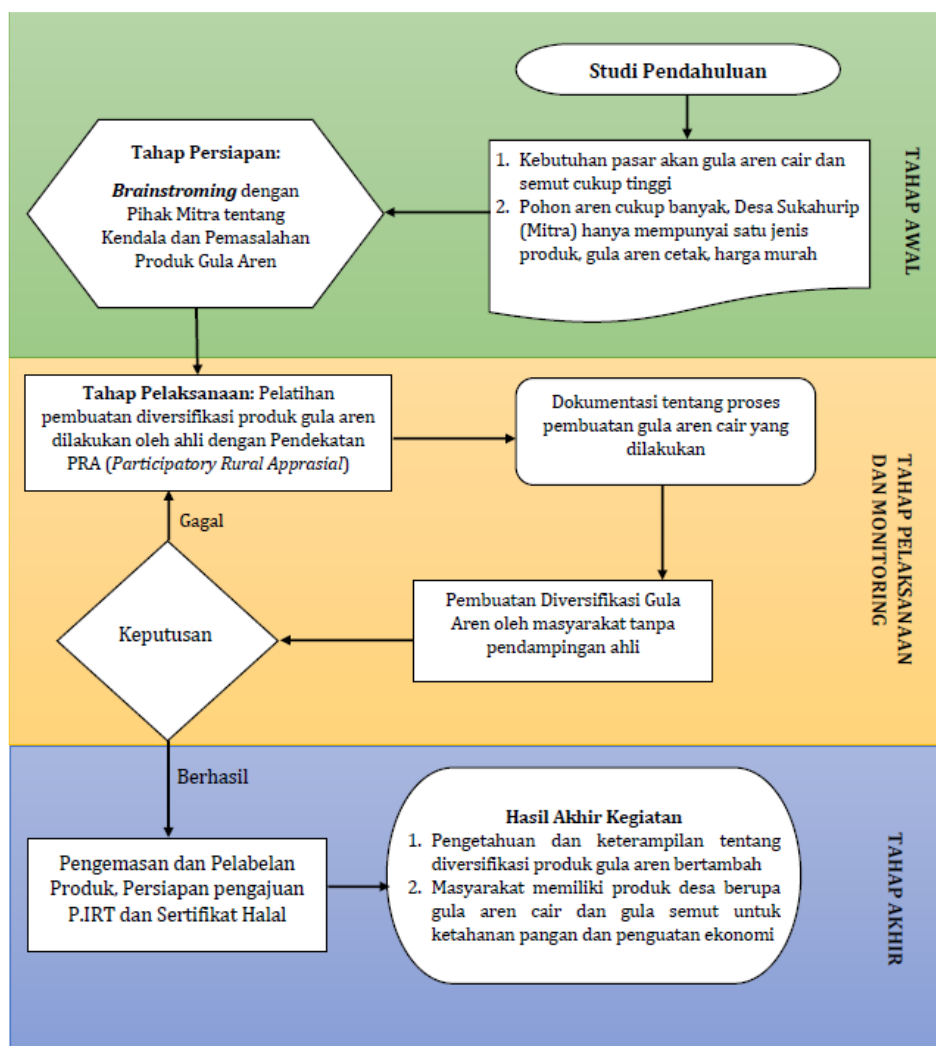 Studi Pendahuluan
1. Kebutuhan pasar akan gula aren cair dan
semut cukup tinggi
2. Pohon aren cukup banyak, Desa Sukahurip
(Mitra) hanya mempunyai satu jenis
produk, gula aren cetak, harga murah
Tahap Persiapan:
Brainstroming dengan
Pihak Mitra tentang
Kendala dan Pemasalahan
Produk Gula Aren
TAHAP AWAL
Tahap Pelaksanaan: Pelatihan
pembuatan diversifikasi produk gula aren
dilakukan oleh ahli dengan Pendekatan
PRA (Participatory Rural Apprasial)
Dokumentasi tentang proses
pembuatan gula aren cair yang
dilakukan
Pembuatan Diversifikasi Gula
Aren oleh masyarakat tanpa
pendampingan ahli
Keputusan
Gagal
Berhasil
TAHAP PELAKSANAAN
DAN MONITORING
Pengemasan dan Pelabelan
Produk, Persiapan pengajuan
P.IRT dan Sertifikat Halal
Hasil Akhir Kegiatan
1. Pengetahuan dan keterampilan tentang
diversifikasi produk gula aren bertambah
2. Masyarakat memiliki produk desa berupa
gula aren cair dan gula semut untuk
ketahanan pangan dan penguatan ekonomi
TAHAP AKHIR